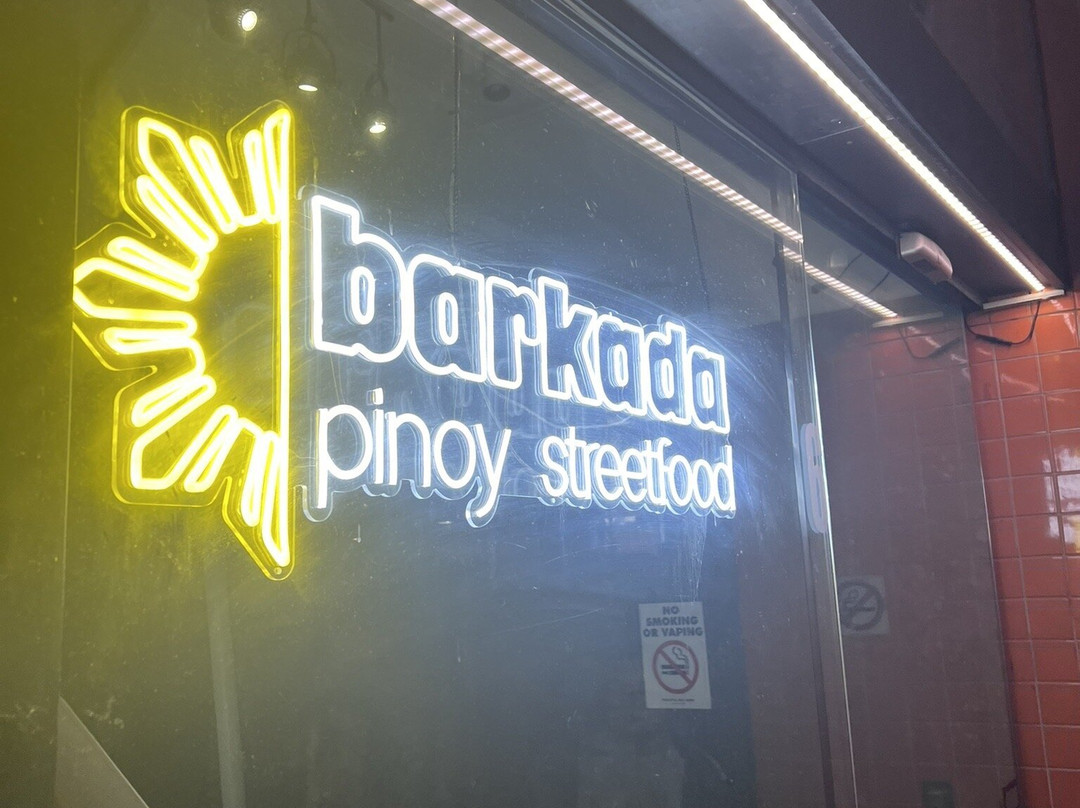 barkada
pinoy streetfood
NO
SMOKING
OR VAPING